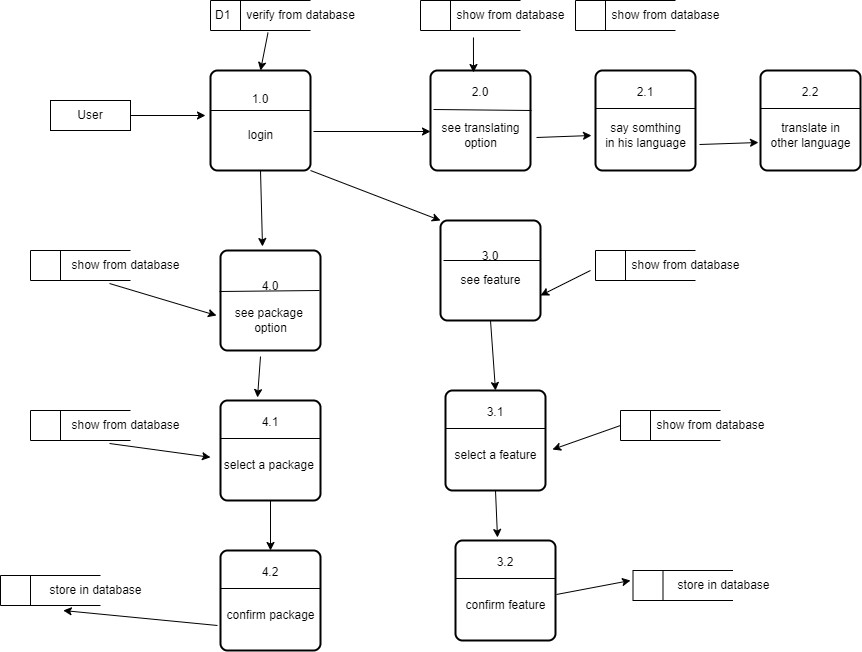 D1 verify from database
show from database
show from database
User
1.0
login
2.0
see translating
option
2.1
say somthing
in his language
2.2
translate in
other language
show from database
4.0
see package
option
3.0
see feature
show from database
show from database
4.1
select a package
3.1
select a feature
show from database
store in database
4.2
confirm package
3.2
confirm feature
store in database